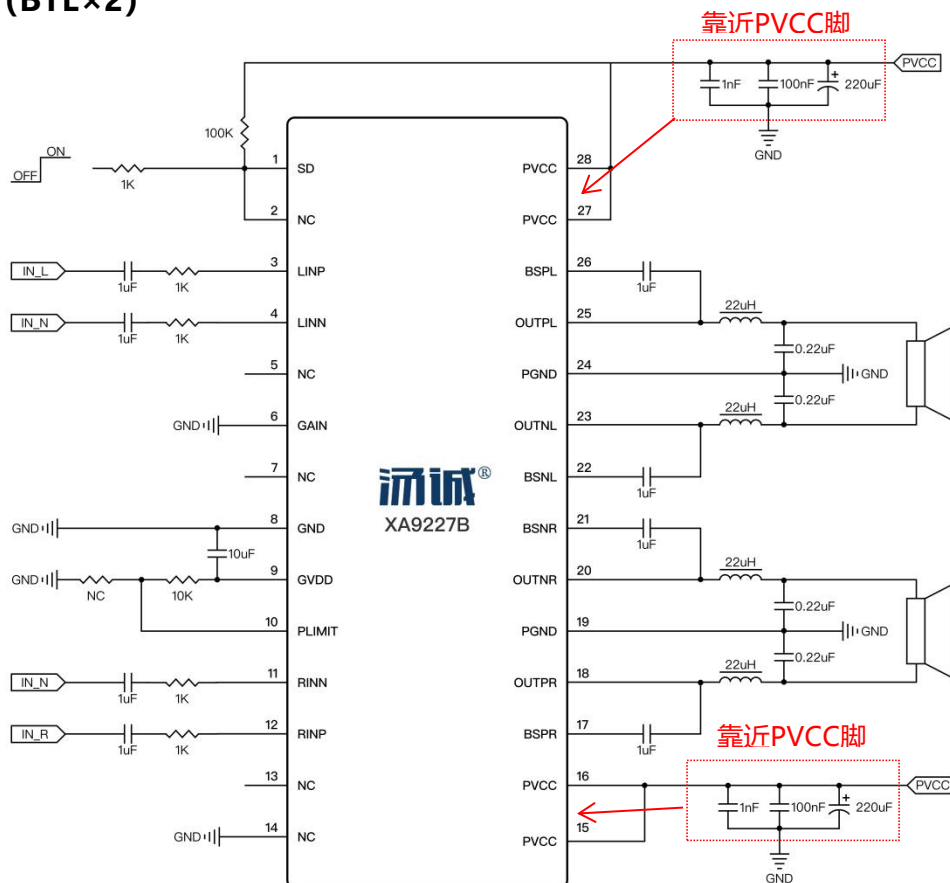 (BTL×2)
靠近PVCC脚
PVCC
1nF
100nF
+
220uF
GND
100K
ON
OFF
1K
1
SD
2
NC
IN_L
1uF
1K
3
LINP
IN_N
1uF
1K
4
LINN
5
NC
GND
6
GAIN
7
NC
GND
8
GND
10uF
GND
NC
10K
9
GVDD
10
PLIMIT
IN_N
1uF
1K
11
RINN
IN_R
1uF
1K
12
RINP
13
NC
GND
14
NC
XA9227B
®
PVCC
28
PVCC
27
BSPL
26
1uF
OUTPL
25
22uH
0.22uF
PGND
24
GND
0.22uF
OUTNL
23
22uH
BSNL
22
1uF
BSNR
21
1uF
OUTNR
20
22uH
0.22uF
PGND
19
GND
0.22uF
OUTPR
18
22uH
BSPR
17
1uF
靠近PVCC脚
PVCC
16
PVCC
1nF
100nF
+
220uF
PVCC
15
GND